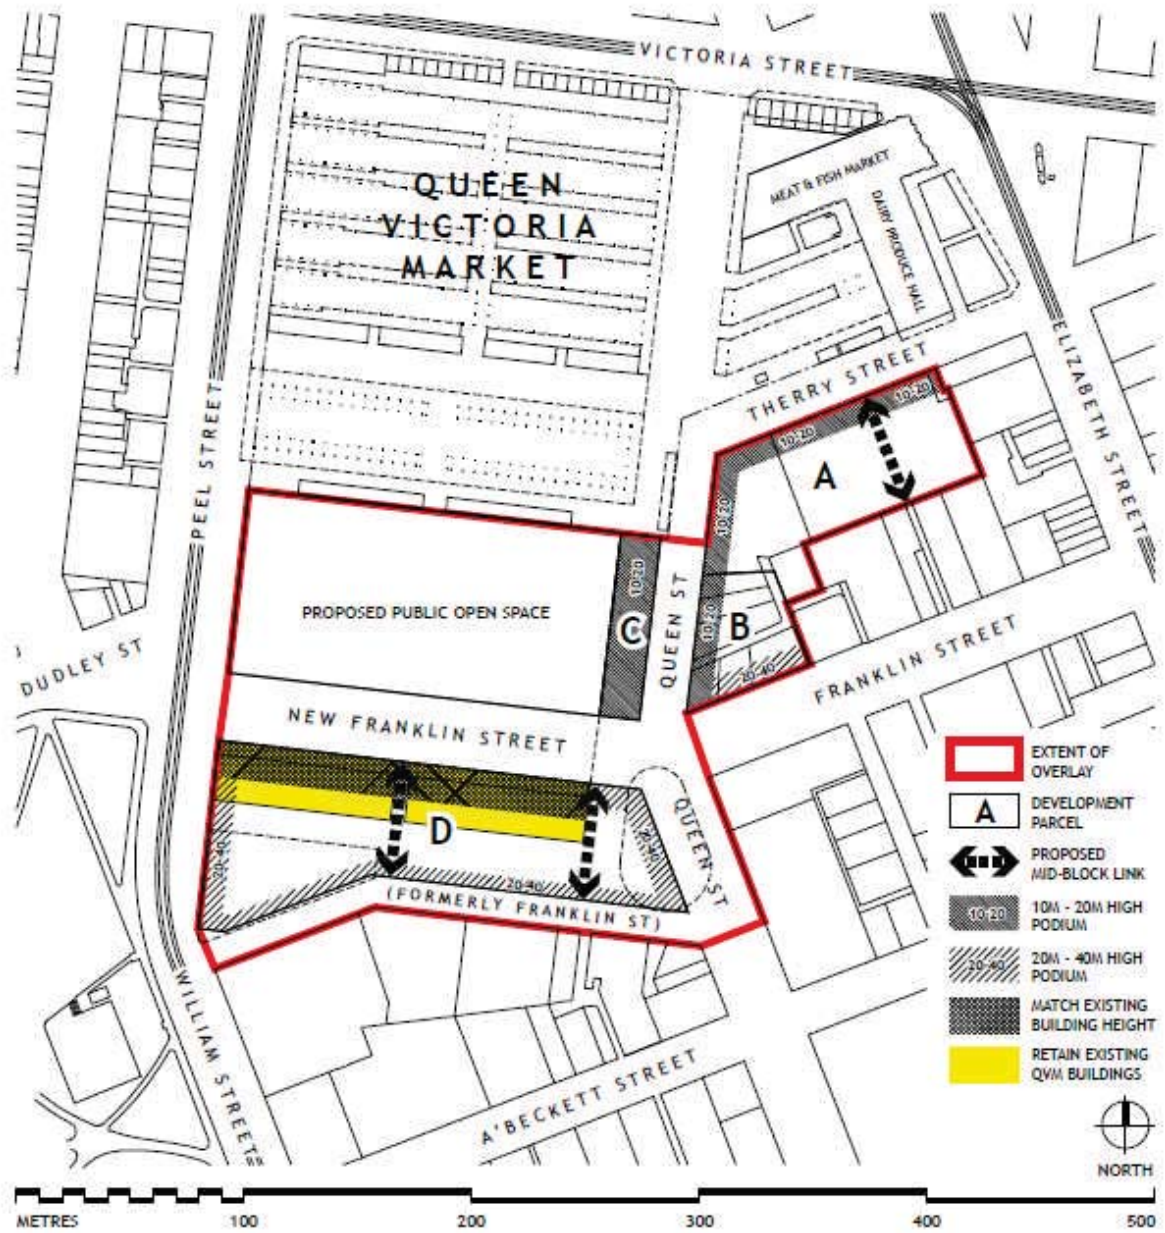 VICTORIA STREET
QUEEN
VICTORIA
MARKET
MEAT & FISH MARKET
DAIRY PRODUCE HALL
ELIZABETH STREET
THERRY STREET
PEEL STREET
10-20
10-20
A
10-20
10-20
C
QUEEN ST
10-20
B
20-40
PROPOSED PUBLIC OPEN SPACE
DUDLEY ST
FRANKLIN STREET
NEW FRANKLIN STREET
D
20-40
20-40
20-40
QUEEN ST
(FORMERLY FRANKLIN ST)
WILLIAM STREET
A'BECKETT STREET
EXTENT OF
OVERLAY
A
DEVELOPMENT
PARCEL
PROPOSED
MID-BLOCK LINK
10-20
10M - 20M HIGH
PODIUM
20-40
20M - 40M HIGH
PODIUM
MATCH EXISTING
BUILDING HEIGHT
RETAIN EXISTING
QVM BUILDINGS
NORTH
METRES 100 200 300 400 500